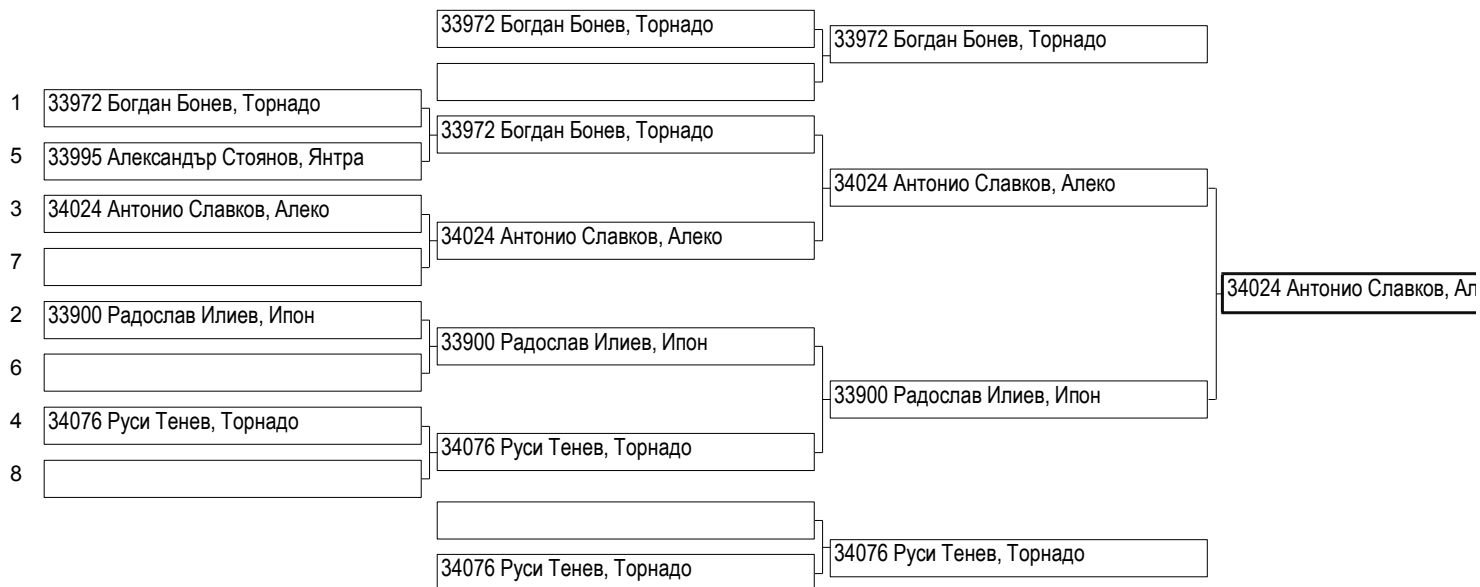 33972 Богдан Бонев, Торнадо
33972 Богдан Бонев, Торнадо
1 33972 Богдан Бонев, Торнадо
33972 Богдан Бонев, Торнадо
5 33995 Александър Стоянов, Янтра
34024 Антонио Славков, Алеко
3 34024 Антонио Славков, Алеко
34024 Антонио Славков, Алеко
7
34024 Антонио Славков, Ал
2 33900 Радослав Илиев, Ипон
33900 Радослав Илиев, Ипон
6
33900 Радослав Илиев, Ипон
4 34076 Руси Тенев, Торнадо
34076 Руси Тенев, Торнадо
8
34076 Руси Тенев, Торнадо
34076 Руси Тенев, Торнадо